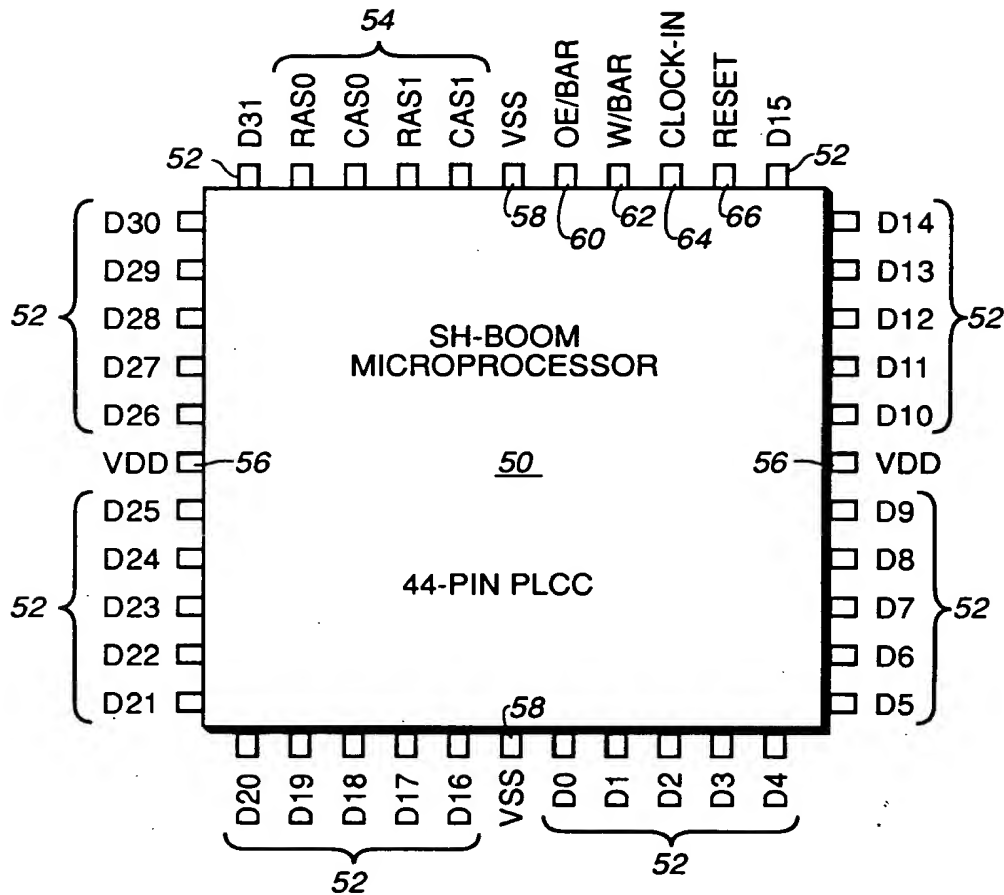 54
D31 RAS0 CAS0 RAS1 CAS1 VSS OE/BAR W/BAR CLOCK-IN RESET D15
52 52
58 60 62 64 66
D30 D14
D29 D13
52 D28 D12 52
D27 D11
D26 D10
SH-BOOM
MICROPROCESSOR
VDD 56 50 56 VDD
D25 D9
D24 D8
44-PIN PLCC
52 D23 D7 52
D22 D6
D21 D5
58
D20 D19 D18 D17 D16 VSS D0 D1 D2 D3 D4
52 52